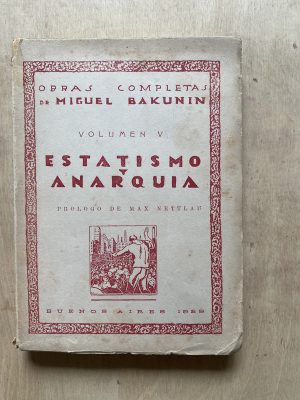 OBRAS COMPLETAS
DE MIGUEL BAKUNIN
VOLUMEN V
ESTATISMO
Y
ANARQUIA
PROLOGO DE MAX NETTLAU
BUENOS AIRES